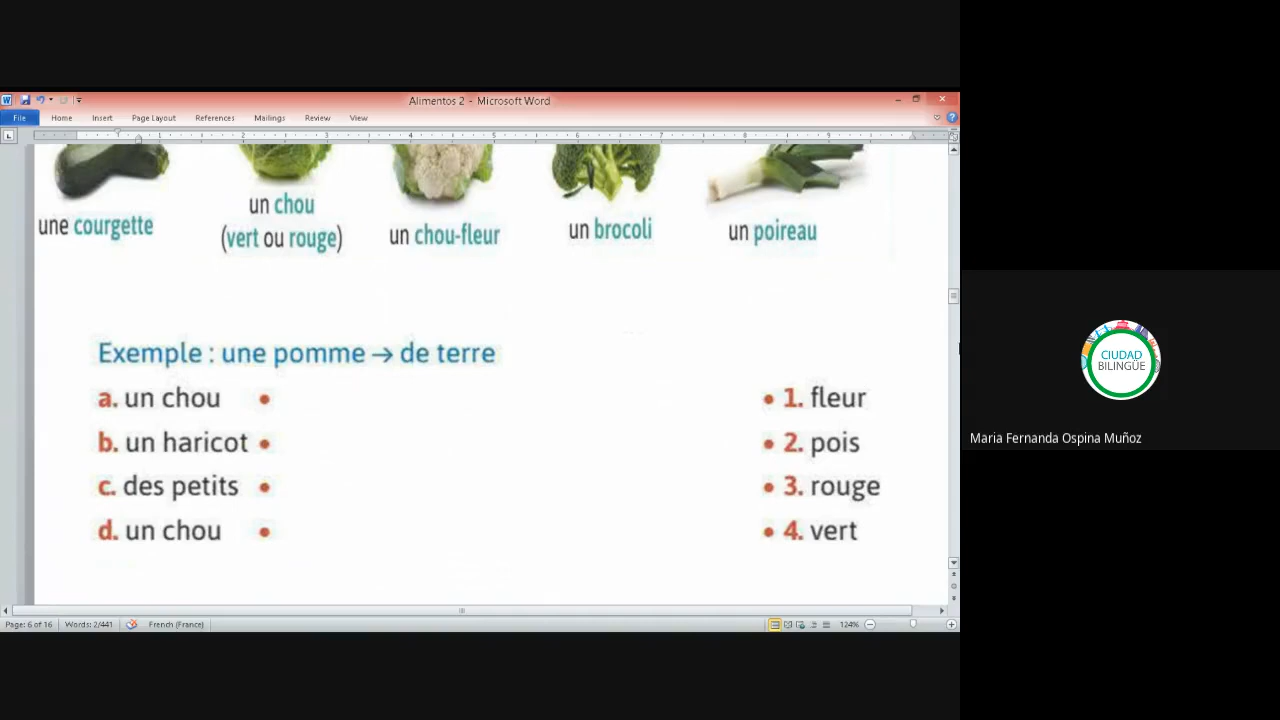 Alimentos 2 - Microsoft Word
File Home Insert Page Layout References Mailings Review View
une courgette
un chou
(vert ou rouge)
un chou-fleur
un brocoli
un poireau
Exemple : une pomme → de terre
a. un chou • • 1. fleur
b. un haricot • • 2. pois
c. des petits • • 3. rouge
d. un chou • • 4. vert
Page: 6 of 16 Words: 2/441 French (France) 124%
CIUDAD
BILINGÜE
Maria Fernanda Ospina Muñoz